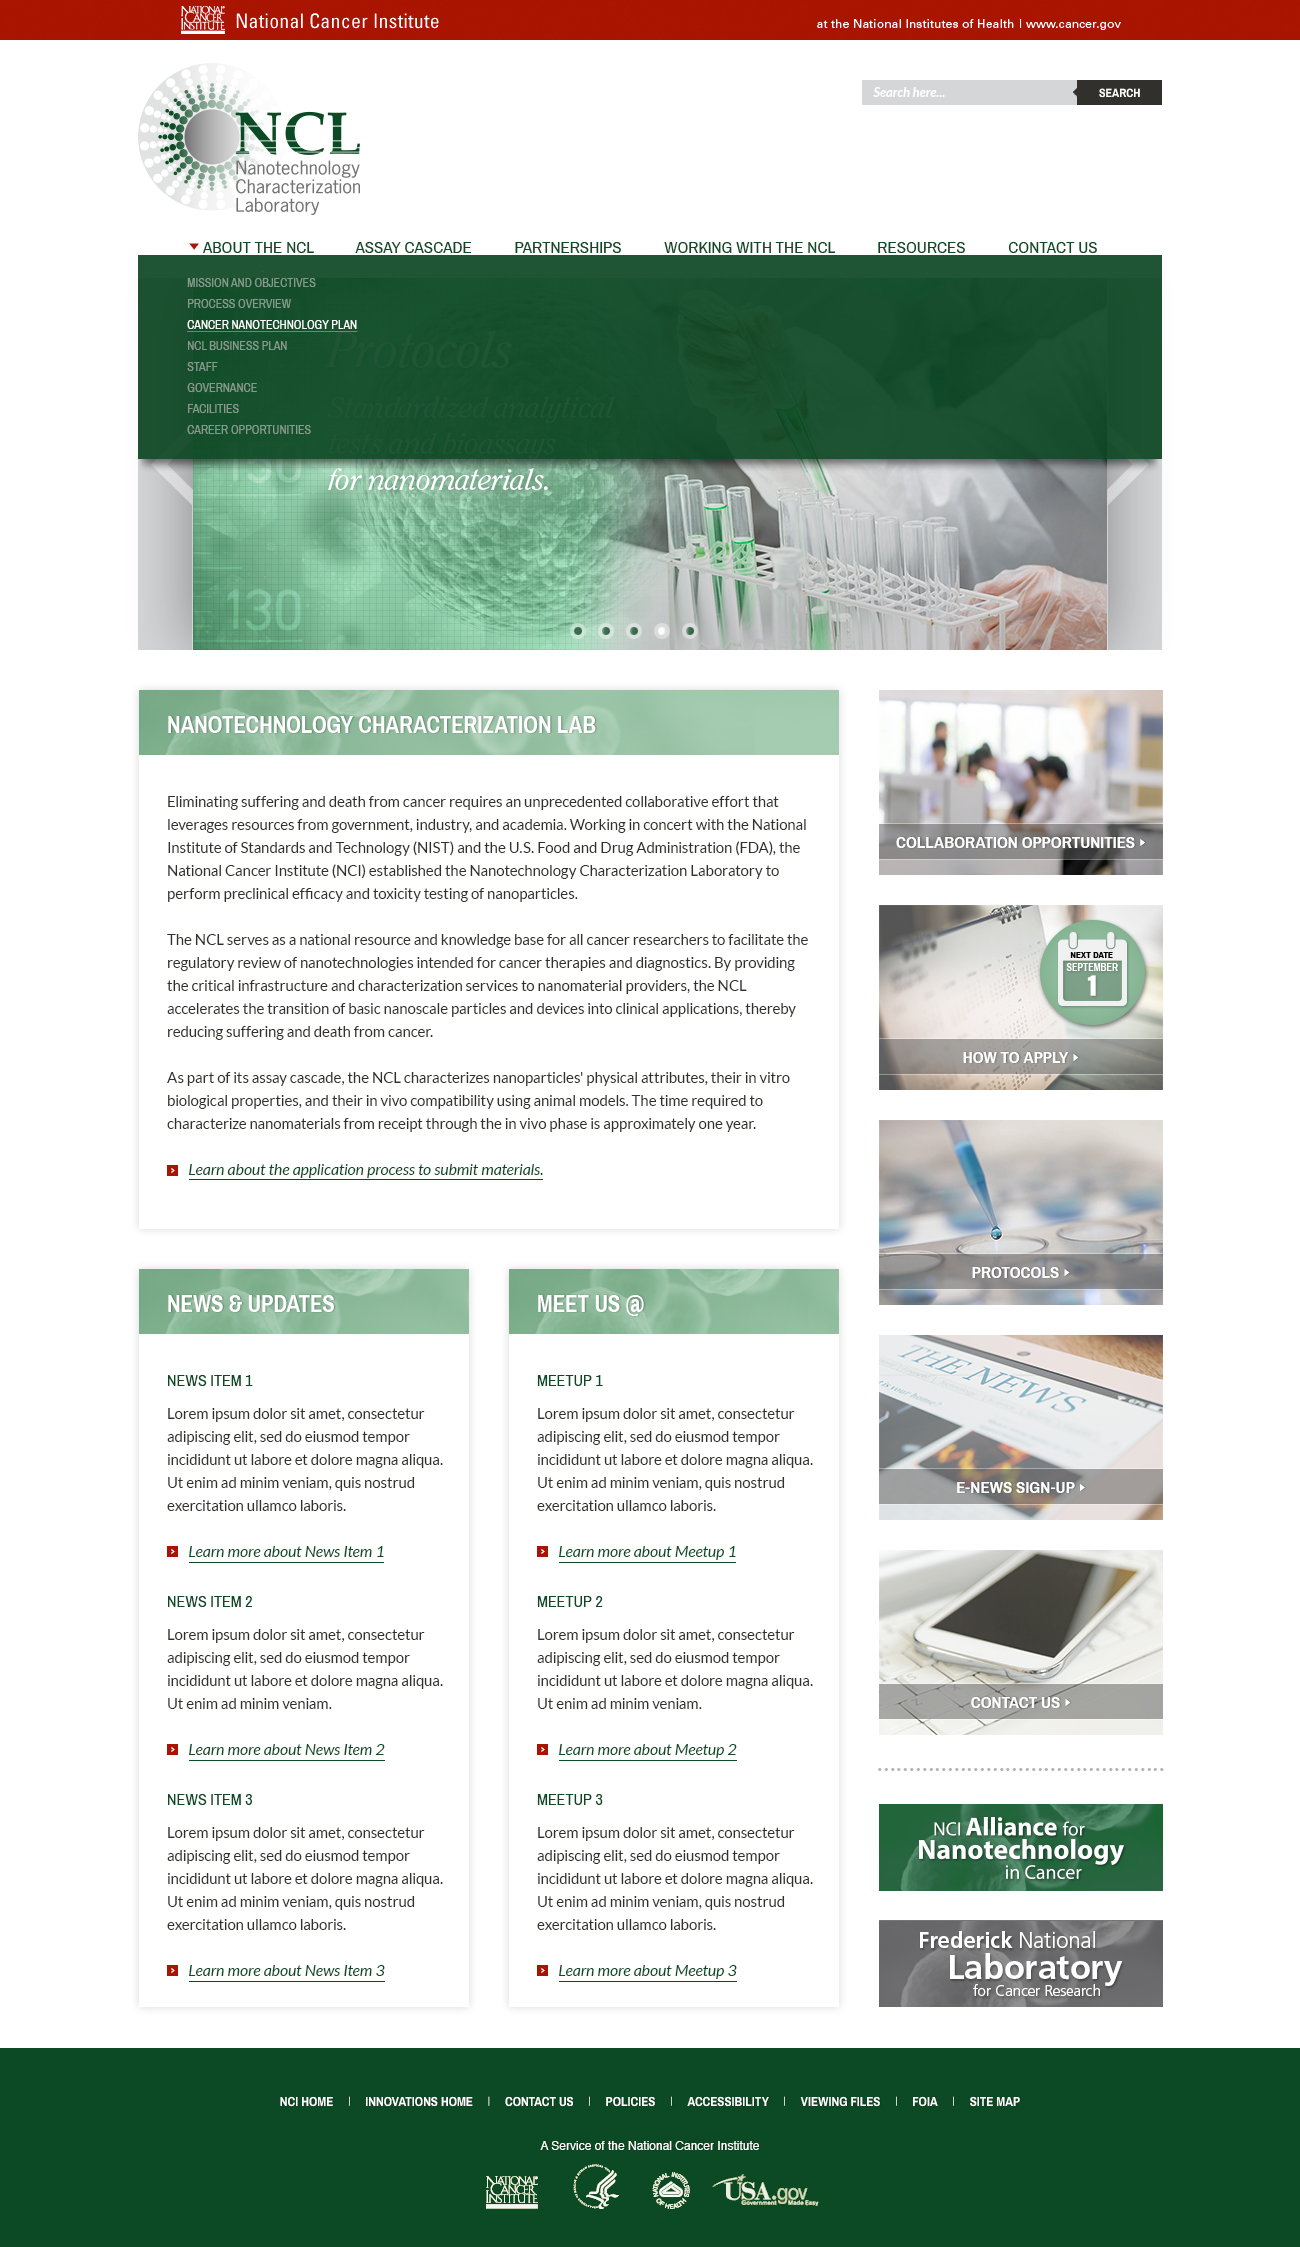 NATIONAL CANCER INSTITUTE National Cancer Institute
at the National Institutes of Health | www.cancer.gov
Search here...
SEARCH
NCL
Nanotechnology
Characterization
Laboratory
ABOUT THE NCL ASSAY CASCADE PARTNERSHIPS WORKING WITH THE NCL RESOURCES CONTACT US
MISSION AND OBJECTIVES
PROCESS OVERVIEW
CANCER NANOTECHNOLOGY PLAN
NCL BUSINESS PLAN
STAFF
GOVERNANCE
FACILITIES
CAREER OPPORTUNITIES
Protocols
Standardized analytical
tests and bioassays
for nanomaterials.
150
130
NANOTECHNOLOGY CHARACTERIZATION LAB
Eliminating suffering and death from cancer requires an unprecedented collaborative effort that
leverages resources from government, industry, and academia. Working in concert with the National
Institute of Standards and Technology (NIST) and the U.S. Food and Drug Administration (FDA), the
National Cancer Institute (NCI) established the Nanotechnology Characterization Laboratory to
perform preclinical efficacy and toxicity testing of nanoparticles.
The NCL serves as a national resource and knowledge base for all cancer researchers to facilitate the
regulatory review of nanotechnologies intended for cancer therapies and diagnostics. By providing
the critical infrastructure and characterization services to nanomaterial providers, the NCL
accelerates the transition of basic nanoscale particles and devices into clinical applications, thereby
reducing suffering and death from cancer.
As part of its assay cascade, the NCL characterizes nanoparticles' physical attributes, their in vitro
biological properties, and their in vivo compatibility using animal models. The time required to
characterize nanomaterials from receipt through the in vivo phase is approximately one year.
Learn about the application process to submit materials.
NEWS & UPDATES
NEWS ITEM 1
Lorem ipsum dolor sit amet, consectetur
adipiscing elit, sed do eiusmod tempor
incididunt ut labore et dolore magna aliqua.
Ut enim ad minim veniam, quis nostrud
exercitation ullamco laboris.
Learn more about News Item 1
NEWS ITEM 2
Lorem ipsum dolor sit amet, consectetur
adipiscing elit, sed do eiusmod tempor
incididunt ut labore et dolore magna aliqua.
Ut enim ad minim veniam.
Learn more about News Item 2
NEWS ITEM 3
Lorem ipsum dolor sit amet, consectetur
adipiscing elit, sed do eiusmod tempor
incididunt ut labore et dolore magna aliqua.
Ut enim ad minim veniam, quis nostrud
exercitation ullamco laboris.
Learn more about News Item 3
MEET US @
MEETUP 1
Lorem ipsum dolor sit amet, consectetur
adipiscing elit, sed do eiusmod tempor
incididunt ut labore et dolore magna aliqua.
Ut enim ad minim veniam, quis nostrud
exercitation ullamco laboris.
Learn more about Meetup 1
MEETUP 2
Lorem ipsum dolor sit amet, consectetur
adipiscing elit, sed do eiusmod tempor
incididunt ut labore et dolore magna aliqua.
Ut enim ad minim veniam.
Learn more about Meetup 2
MEETUP 3
Lorem ipsum dolor sit amet, consectetur
adipiscing elit, sed do eiusmod tempor
incididunt ut labore et dolore magna aliqua.
Ut enim ad minim veniam, quis nostrud
exercitation ullamco laboris.
Learn more about Meetup 3
COLLABORATION OPPORTUNITIES
NEXT DATE
SEPTEMBER
1
HOW TO APPLY
PROTOCOLS
THE NEWS
E-NEWS SIGN-UP
CONTACT US
NCI Alliance for
Nanotechnology
in Cancer
Frederick National
Laboratory
for Cancer Research
NCI HOME | INNOVATIONS HOME | CONTACT US | POLICIES | ACCESSIBILITY | VIEWING FILES | FOIA | SITE MAP
A Service of the National Cancer Institute
NATIONAL CANCER INSTITUTE
NATIONAL INSTITUTES OF HEALTH
USA.gov
Government Made Easy